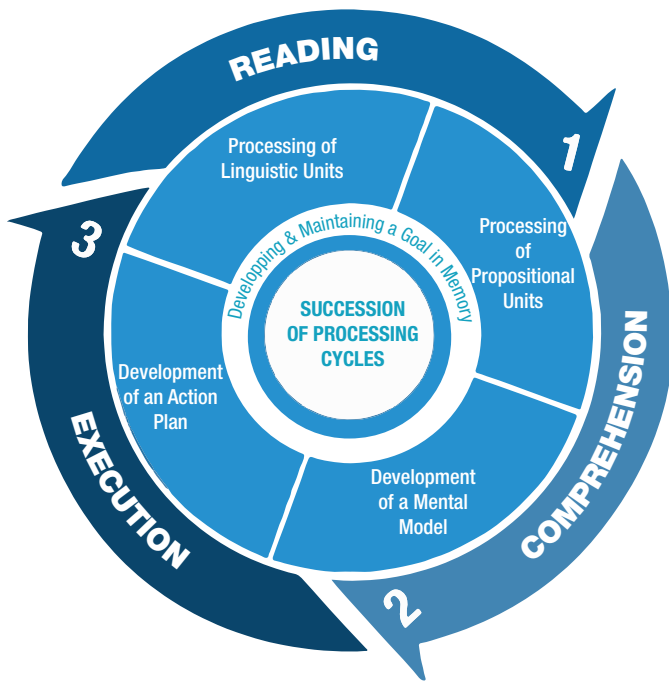 READING
1
Processing of
Linguistic Units
Processing
of
Propositional
Units
Developping & Maintaining a Goal in Memory
SUCCESSION
OF PROCESSING
CYCLES
COMPREHENSION
2
Development
of a Mental
Model
EXECUTION
3
Development
of an Action
Plan